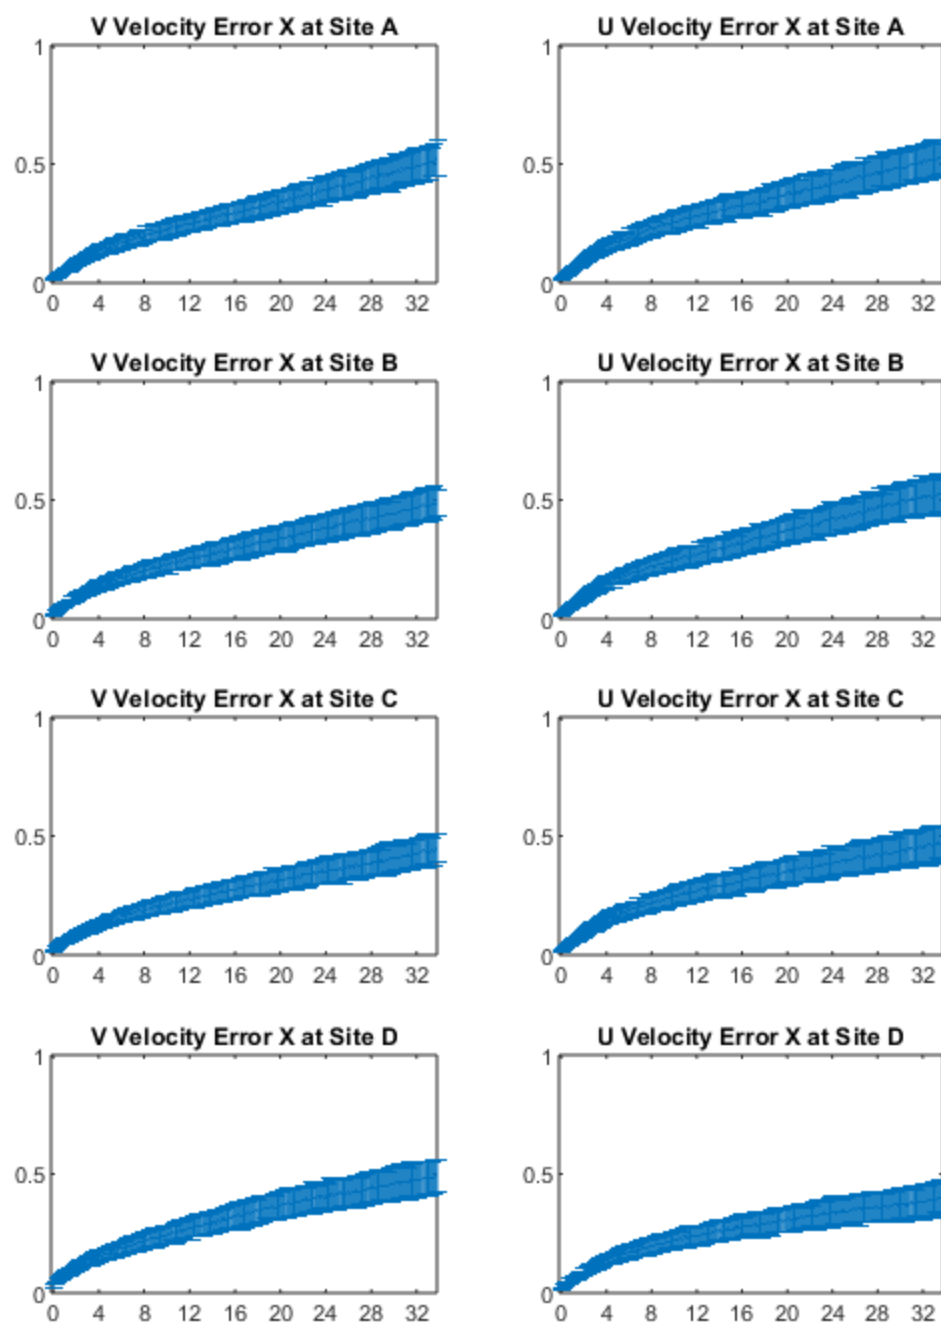 V Velocity Error X at Site A
U Velocity Error X at Site A
1
0.5
0
0 4 8 12 16 20 24 28 32
1
0.5
0
0 4 8 12 16 20 24 28 32
V Velocity Error X at Site B
U Velocity Error X at Site B
1
0.5
0
0 4 8 12 16 20 24 28 32
1
0.5
0
0 4 8 12 16 20 24 28 32
V Velocity Error X at Site C
U Velocity Error X at Site C
1
0.5
0
0 4 8 12 16 20 24 28 32
1
0.5
0
0 4 8 12 16 20 24 28 32
V Velocity Error X at Site D
U Velocity Error X at Site D
1
0.5
0
0 4 8 12 16 20 24 28 32
1
0.5
0
0 4 8 12 16 20 24 28 32